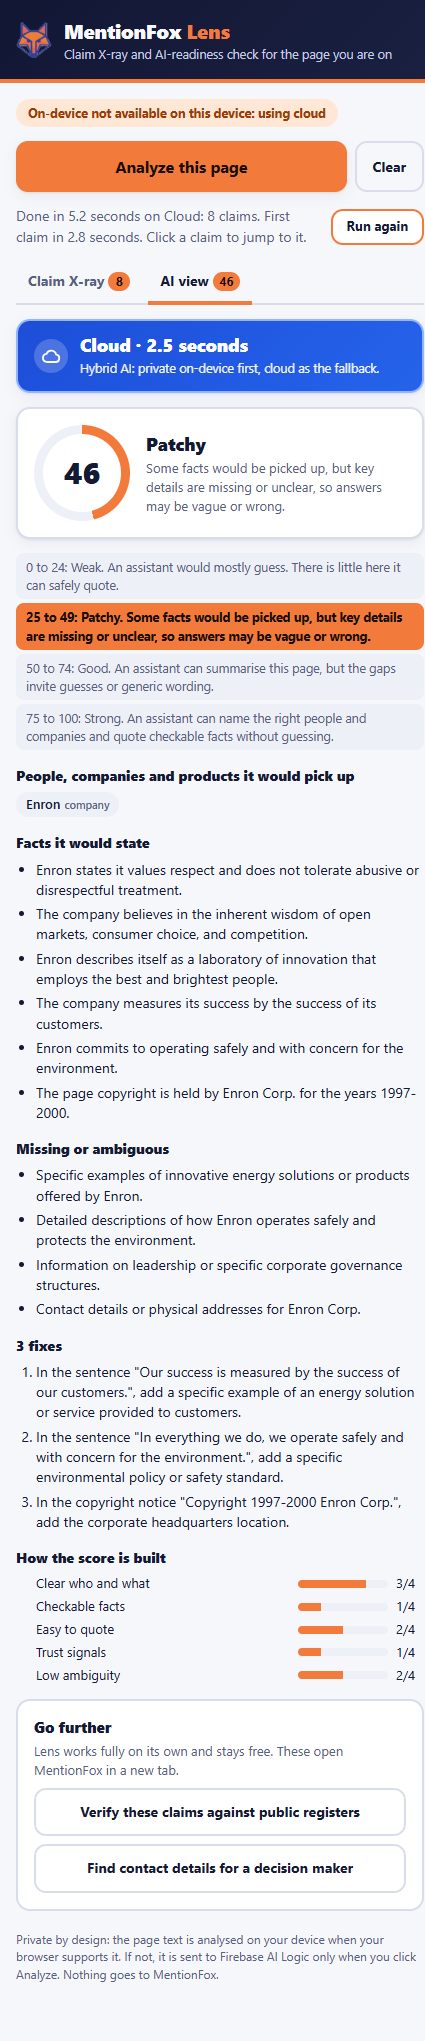 MentionFox Lens
Claim X-ray and AI-readiness check for the page you are on
On-device not available on this device: using cloud
Analyze this page
Clear
Done in 5.2 seconds on Cloud: 8 claims. First
claim in 2.8 seconds. Click a claim to jump to it.
Run again
Claim X-ray 8
AI view 46
Cloud · 2.5 seconds
Hybrid AI: private on-device first, cloud as the fallback.
46
Patchy
Some facts would be picked up, but key
details are missing or unclear, so answers
may be vague or wrong.
0 to 24: Weak. An assistant would mostly guess. There is little here it
can safely quote.
25 to 49: Patchy. Some facts would be picked up, but key details
are missing or unclear, so answers may be vague or wrong.
50 to 74: Good. An assistant can summarise this page, but the gaps
invite guesses or generic wording.
75 to 100: Strong. An assistant can name the right people and
companies and quote checkable facts without guessing.
People, companies and products it would pick up
Enron company
Facts it would state
• Enron states it values respect and does not tolerate abusive or
disrespectful treatment.
• The company believes in the inherent wisdom of open
markets, consumer choice, and competition.
• Enron describes itself as a laboratory of innovation that
employs the best and brightest people.
• The company measures its success by the success of its
customers.
• Enron commits to operating safely and with concern for the
environment.
• The page copyright is held by Enron Corp. for the years 1997-
2000.
Missing or ambiguous
• Specific examples of innovative energy solutions or products
offered by Enron.
• Detailed descriptions of how Enron operates safely and
protects the environment.
• Information on leadership or specific corporate governance
structures.
• Contact details or physical addresses for Enron Corp.
3 fixes
1. In the sentence "Our success is measured by the success of
our customers.", add a specific example of an energy solution
or service provided to customers.
2. In the sentence "In everything we do, we operate safely and
with concern for the environment.", add a specific
environmental policy or safety standard.
3. In the copyright notice "Copyright 1997-2000 Enron Corp.",
add the corporate headquarters location.
How the score is built
Clear who and what 3/4
Checkable facts 1/4
Easy to quote 2/4
Trust signals 1/4
Low ambiguity 2/4
Go further
Lens works fully on its own and stays free. These open
MentionFox in a new tab.
Verify these claims against public registers
Find contact details for a decision maker
Private by design: the page text is analysed on your device when your
browser supports it. If not, it is sent to Firebase AI Logic only when you click
Analyze. Nothing goes to MentionFox.